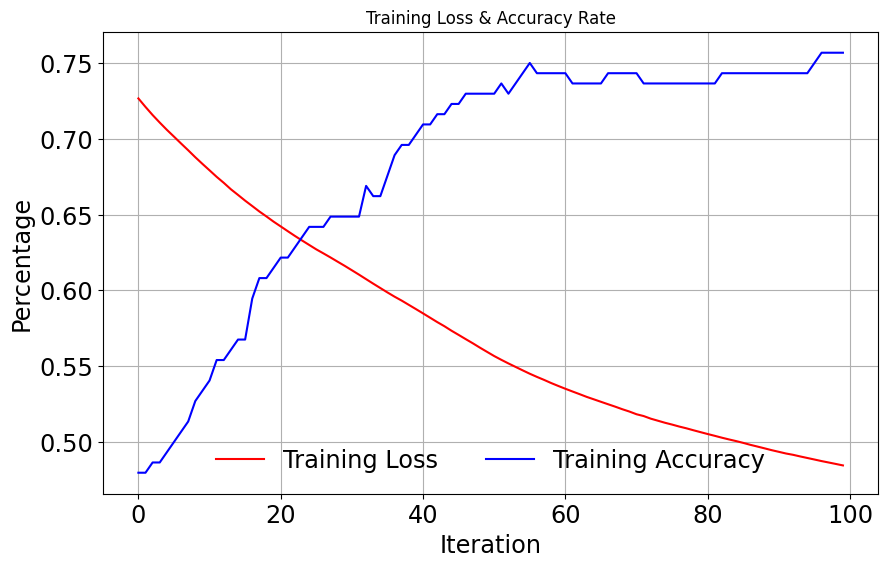 Training Loss & Accuracy Rate
Percentage
0.75
0.70
0.65
0.60
0.55
0.50
Training Loss Training Accuracy
0 20 40 60 80 100
Iteration